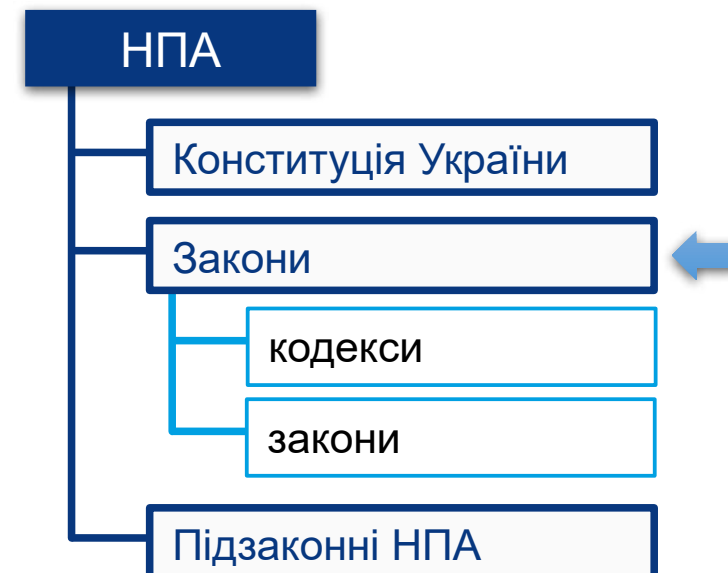 НПА
Конституція України
Закони
кодекси
закони
Підзаконні НПА